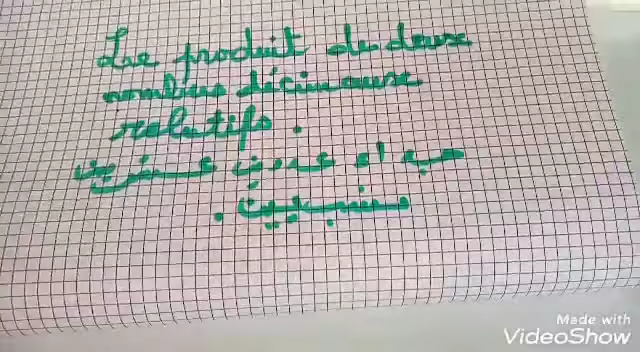 Le produit de deux
nombres décimaux
relatifs.
جداء عددين عشريين
نسبيين.
Made with
VideoShow